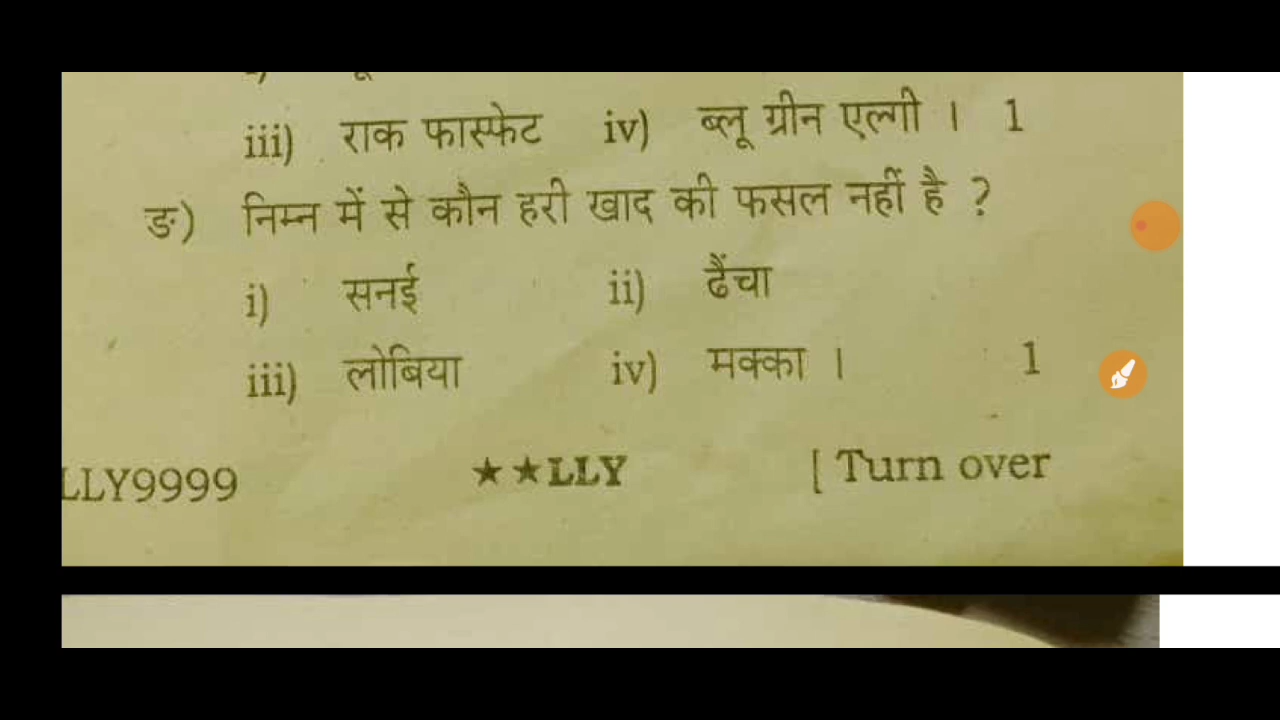 iii) राक फास्फेट iv) ब्लू ग्रीन एल्गी । 1
ङ) निम्न में से कौन हरी खाद की फसल नहीं है ?
i) सनई ii) ढैंचा
iii) लोबिया iv) मक्का । 1
LLY9999 ★★LLY [ Turn over